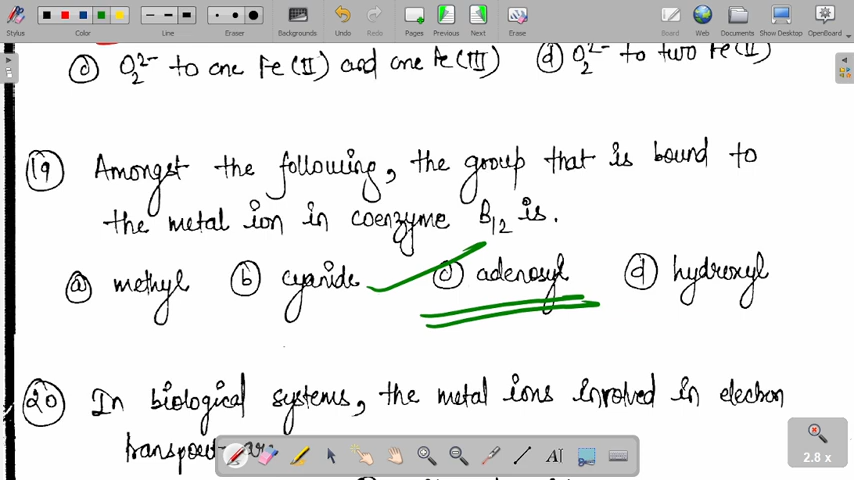 Stylus
Color
Line
Eraser
Backgrounds
Undo
Redo
Pages
Previous
Next
Erase
Board
Web
Documents
Show Desktop
OpenBoard
(c) O₂²⁻ to one Fe(II) and one Fe(III) (d) O₂²⁻ to two Fe(II)
(19) Amongst the following, the group that is bound to
the metal ion in coenzyme B₁₂ is.
(a) methyl (b) cyanide (c) adenosyl (d) hydroxyl
(20) In biological systems, the metal ions involved in electron
transport
2.8 x